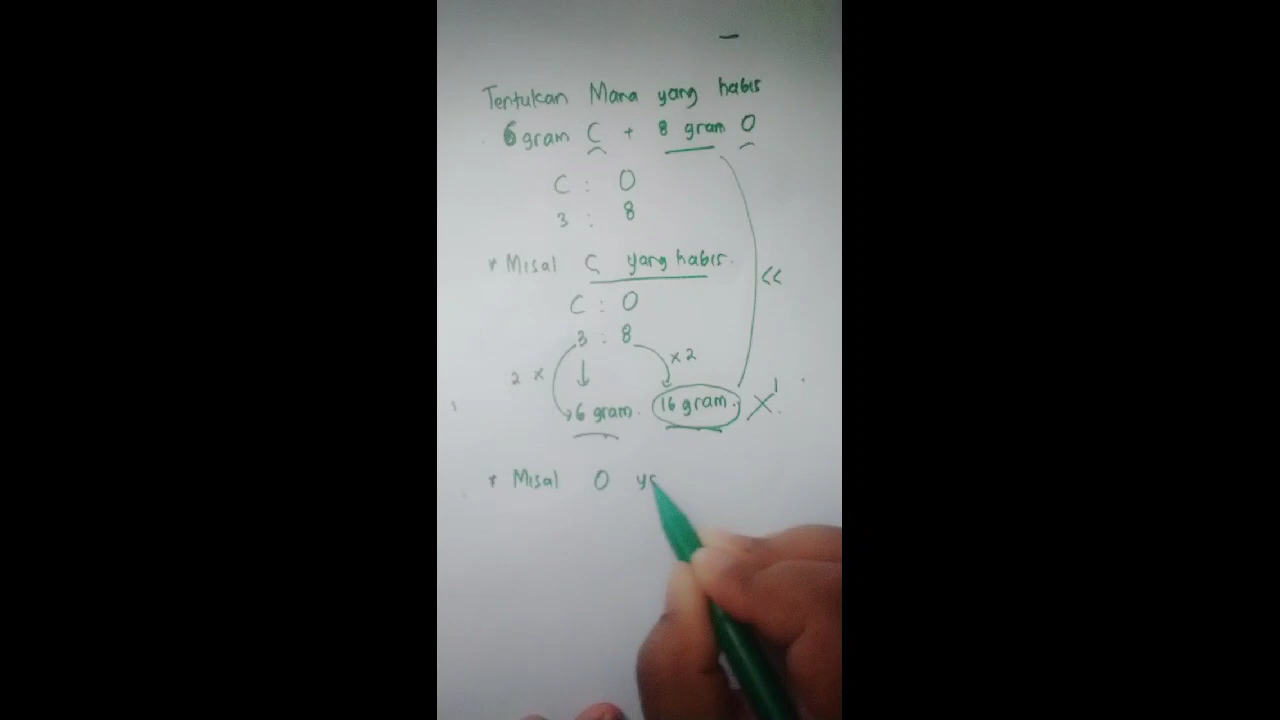 Tentukan Mana yang habis
6 gram C + 8 gram O
C : O
3 : 8
* Misal C yang habis.
<<
C : O
3 : 8
2 x x 2
6 gram. 16 gram. X
* Misal O ya